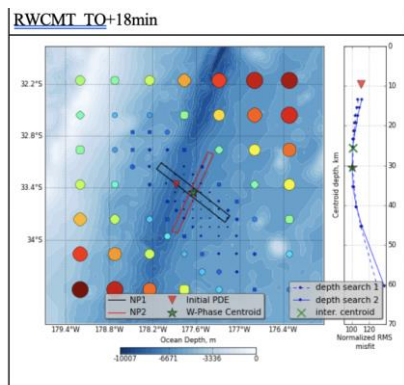 RWCMT TO+18min
32.2°S
32.8°S
33.4°S
34°S
NP1
NP2
Initial PDE
W-Phase Centroid
179.4°W 178.8°W 178.2°W 177.6°W 177°W 176.4°W
Ocean Depth, m
-10007 -6671 -3336 0
0
10
20
30
40
50
60
70
Centroid depth, km
depth search 1
depth search 2
inter. centroid
100 120
Normalized RMS
misfit